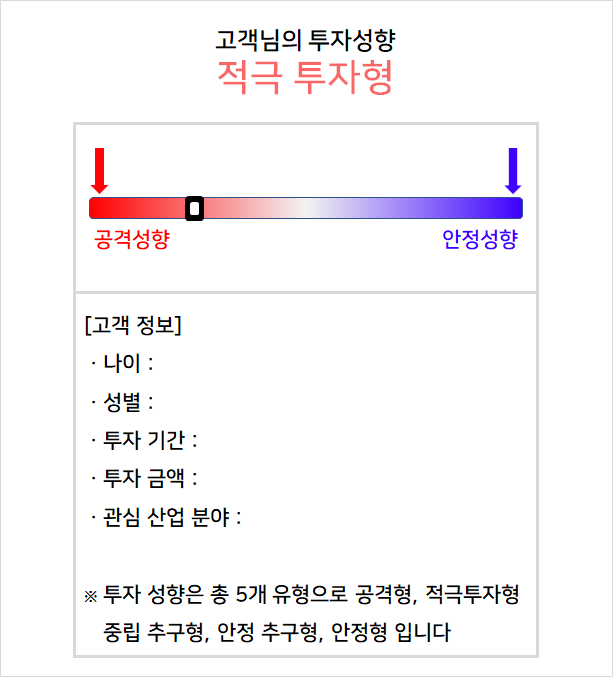 고객님의 투자성향
적극 투자형
공격성향
안정성향
[고객 정보]
· 나이 :
· 성별 :
· 투자 기간 :
· 투자 금액 :
· 관심 산업 분야 :
※ 투자 성향은 총 5개 유형으로 공격형, 적극투자형
중립 추구형, 안정 추구형, 안정형 입니다